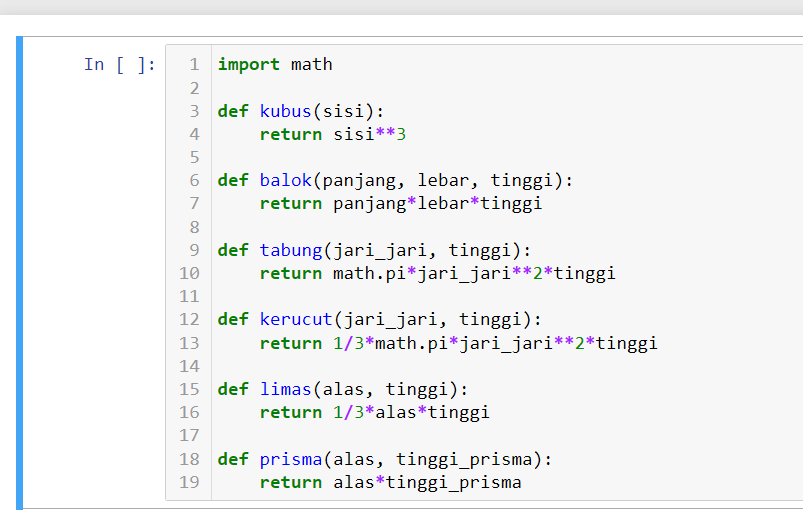 In [ ]:
1 import math
2
3 def kubus(sisi):
4     return sisi**3
5
6 def balok(panjang, lebar, tinggi):
7     return panjang*lebar*tinggi
8
9 def tabung(jari_jari, tinggi):
10     return math.pi*jari_jari**2*tinggi
11
12 def kerucut(jari_jari, tinggi):
13     return 1/3*math.pi*jari_jari**2*tinggi
14
15 def limas(alas, tinggi):
16     return 1/3*alas*tinggi
17
18 def prisma(alas, tinggi_prisma):
19     return alas*tinggi_prisma